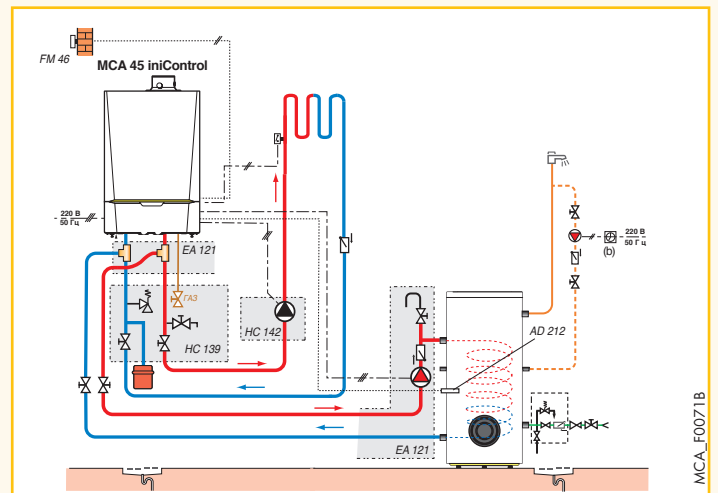 FM 46
MCA 45 iniControl
220 В
50 Гц
EA 121
ГАЗ
HC 139
HC 142
220 В
50 Гц
(b)
AD 212
EA 121
MCA_F0071B